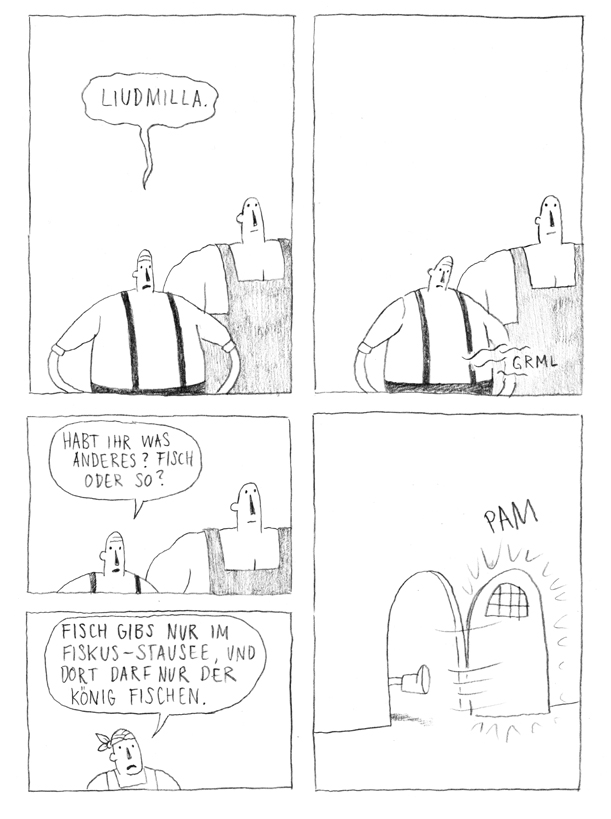 LIUDMILLA.
GRML
HABT IHR WAS
ANDERES? FISCH
ODER SO?
FISCH GIBS NUR IM
FISKUS-STAUSEE, UND
DORT DARF NUR DER
KÖNIG FISCHEN.
PAM